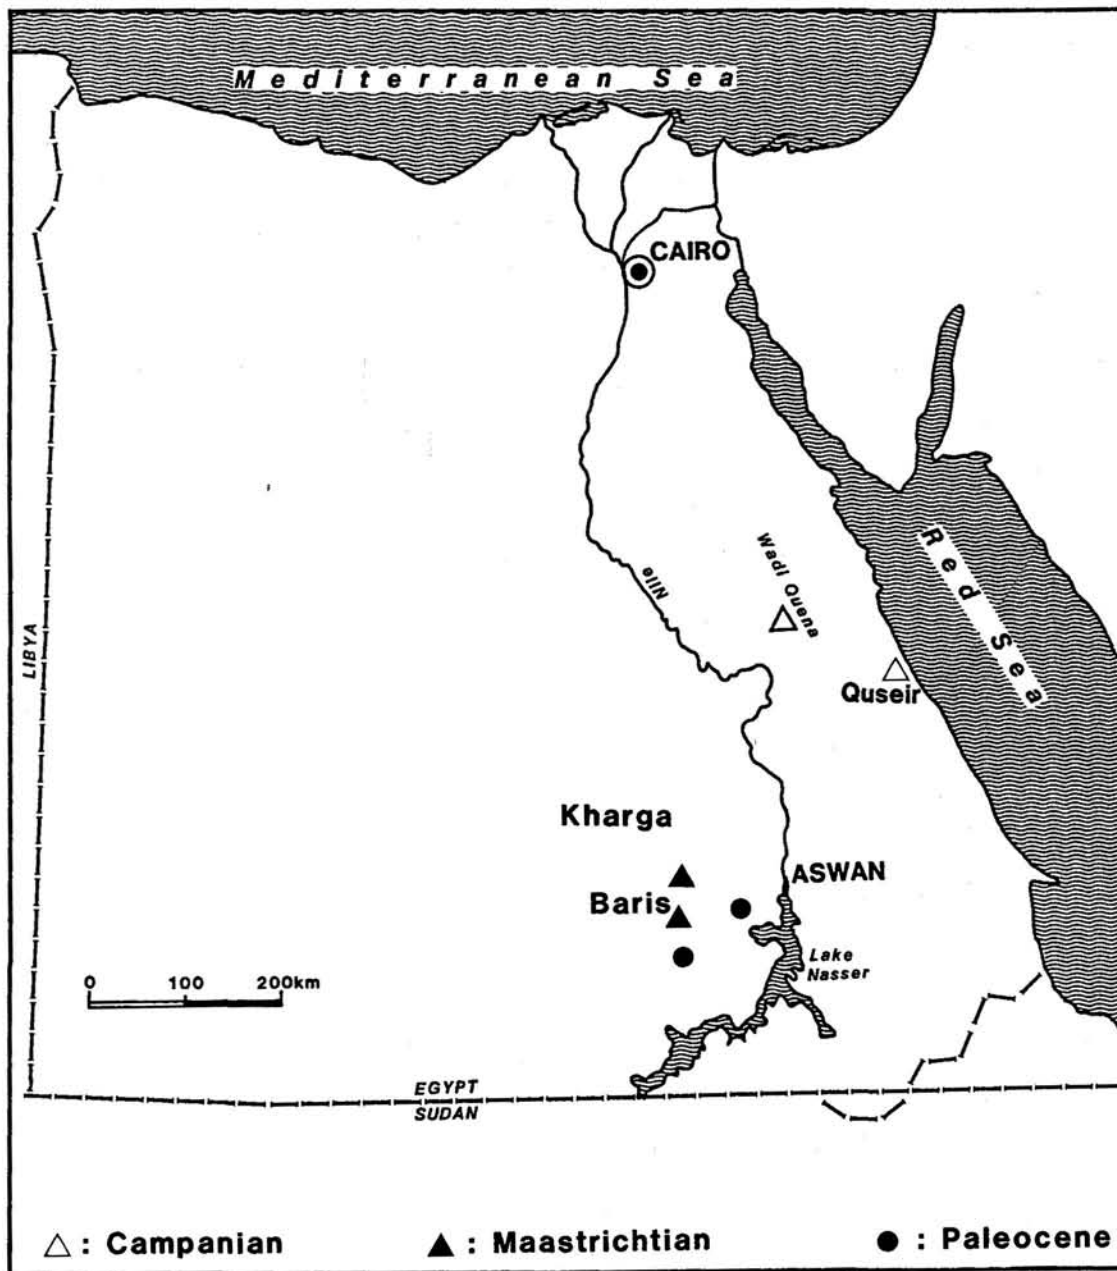 Mediterranean Sea
CAIRO
Red Sea
Wadi Quena
Nile
LIBYA
Quseir
Kharga
ASWAN
Baris
Lake
Nasser
0 100 200km
EGYPT
SUDAN
: Campanian
: Maastrichtian
: Paleocene